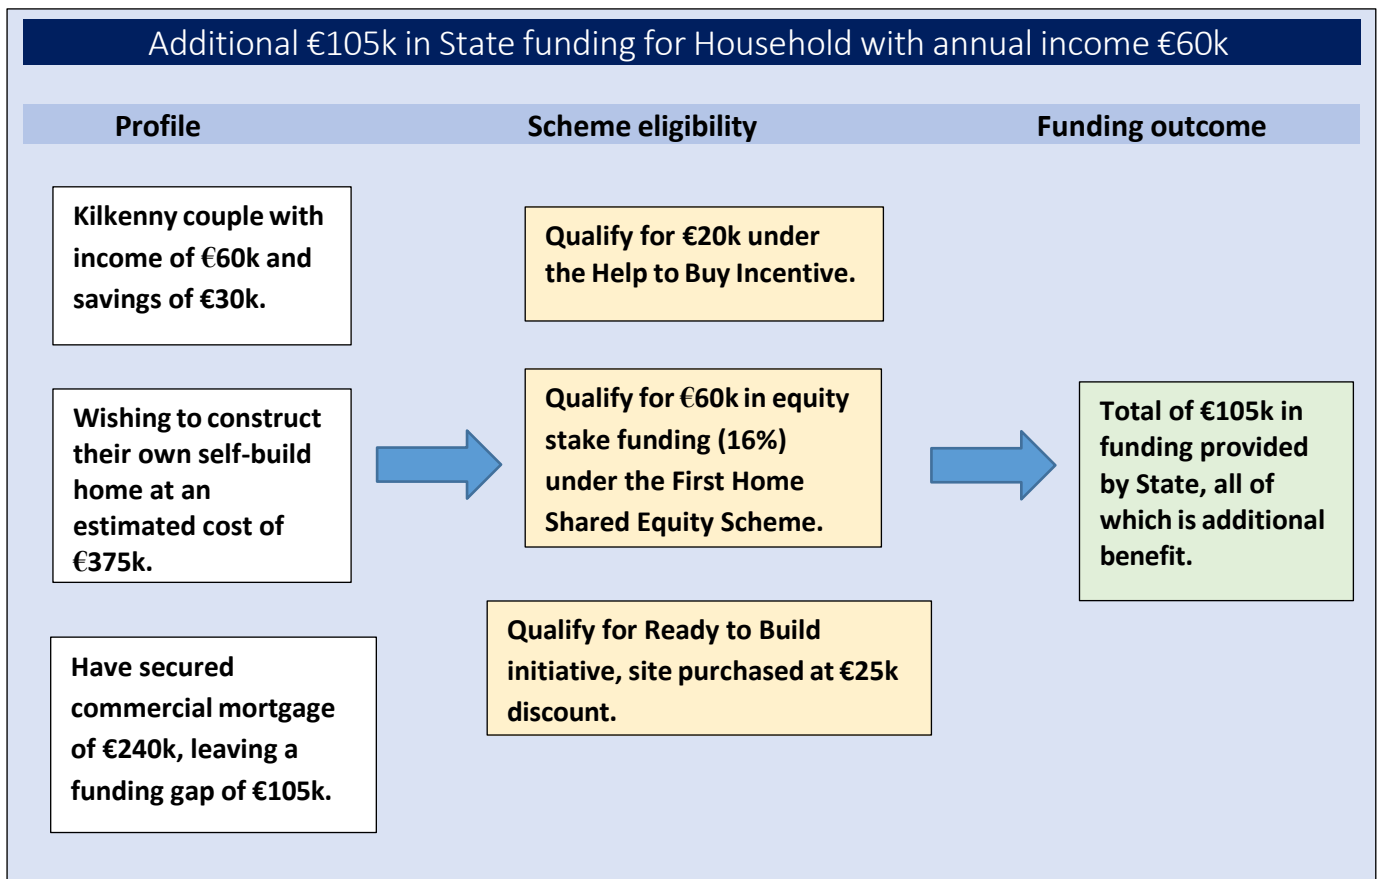 Additional €105k in State funding for Household with annual income €60k
Profile
Scheme eligibility
Funding outcome
Kilkenny couple with
income of €60k and
savings of €30k.
Wishing to construct
their own self-build
home at an
estimated cost of
€375k.
Have secured
commercial mortgage
of €240k, leaving a
funding gap of €105k.
Qualify for €20k under
the Help to Buy Incentive.
Qualify for €60k in equity
stake funding (16%)
under the First Home
Shared Equity Scheme.
Qualify for Ready to Build
initiative, site purchased at €25k
discount.
Total of €105k in
funding provided
by State, all of
which is additional
benefit.